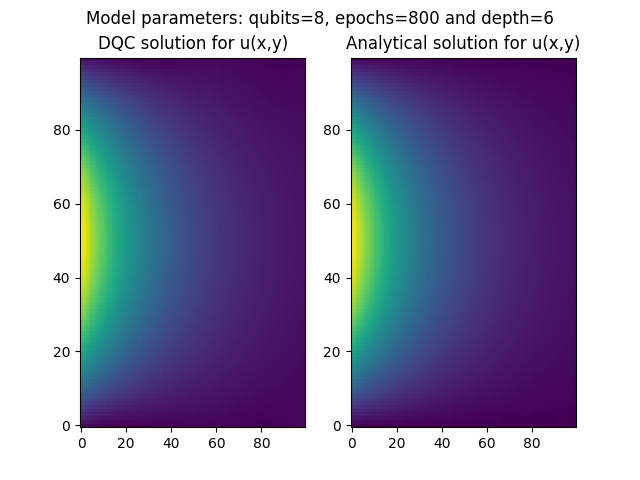 Model parameters: qubits=8, epochs=800 and depth=6
DQC solution for u(x,y)
Analytical solution for u(x,y)
80
60
40
20
0
0 20 40 60 80
80
60
40
20
0
0 20 40 60 80